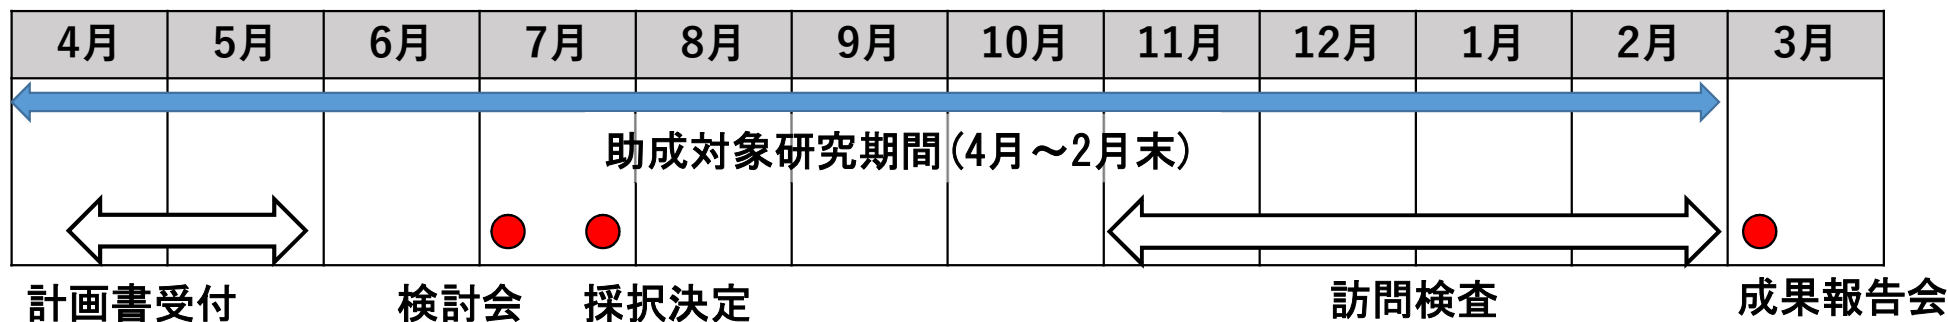 4月 5月 6月 7月 8月 9月 10月 11月 12月 1月 2月 3月
助成対象研究期間(4月～2月末)
計画書受付 検討会 採択決定 訪問検査 成果報告会